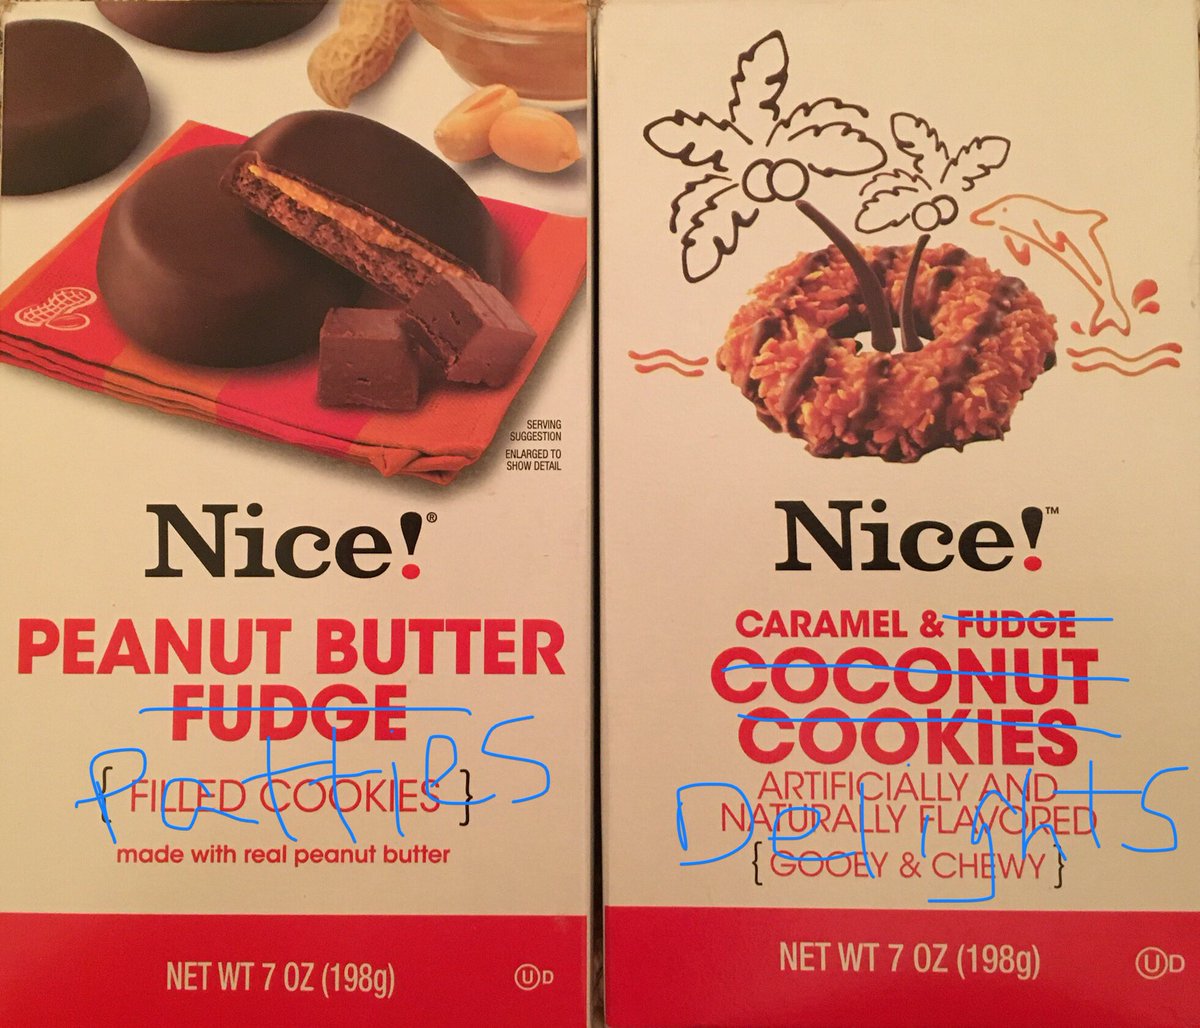 SERVING
SUGGESTION
ENLARGED TO
SHOW DETAIL
Nice!®
PEANUT BUTTER
FUDGE
Patties
{ FILLED COOKIES }
made with real peanut butter
NET WT 7 OZ (198g)
U D
Nice!™
CARAMEL & FUDGE
COCONUT
COOKIES
Delights
ARTIFICIALLY AND
NATURALLY FLAVORED
{ GOOEY & CHEWY }
NET WT 7 OZ (198g)
U D